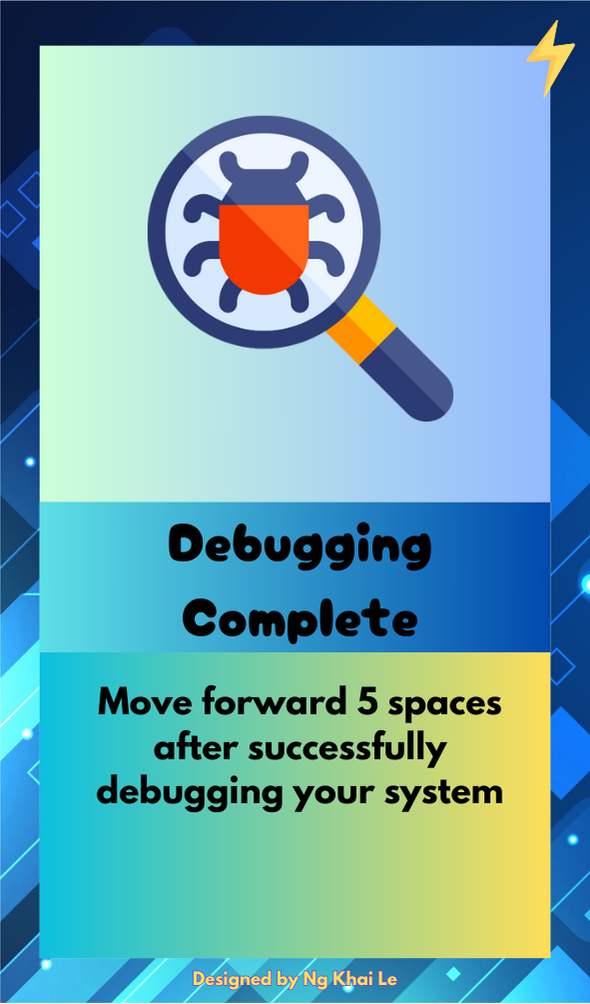 Debugging
Complete
Move forward 5 spaces
after successfully
debugging your system
Designed by Ng Khai Le